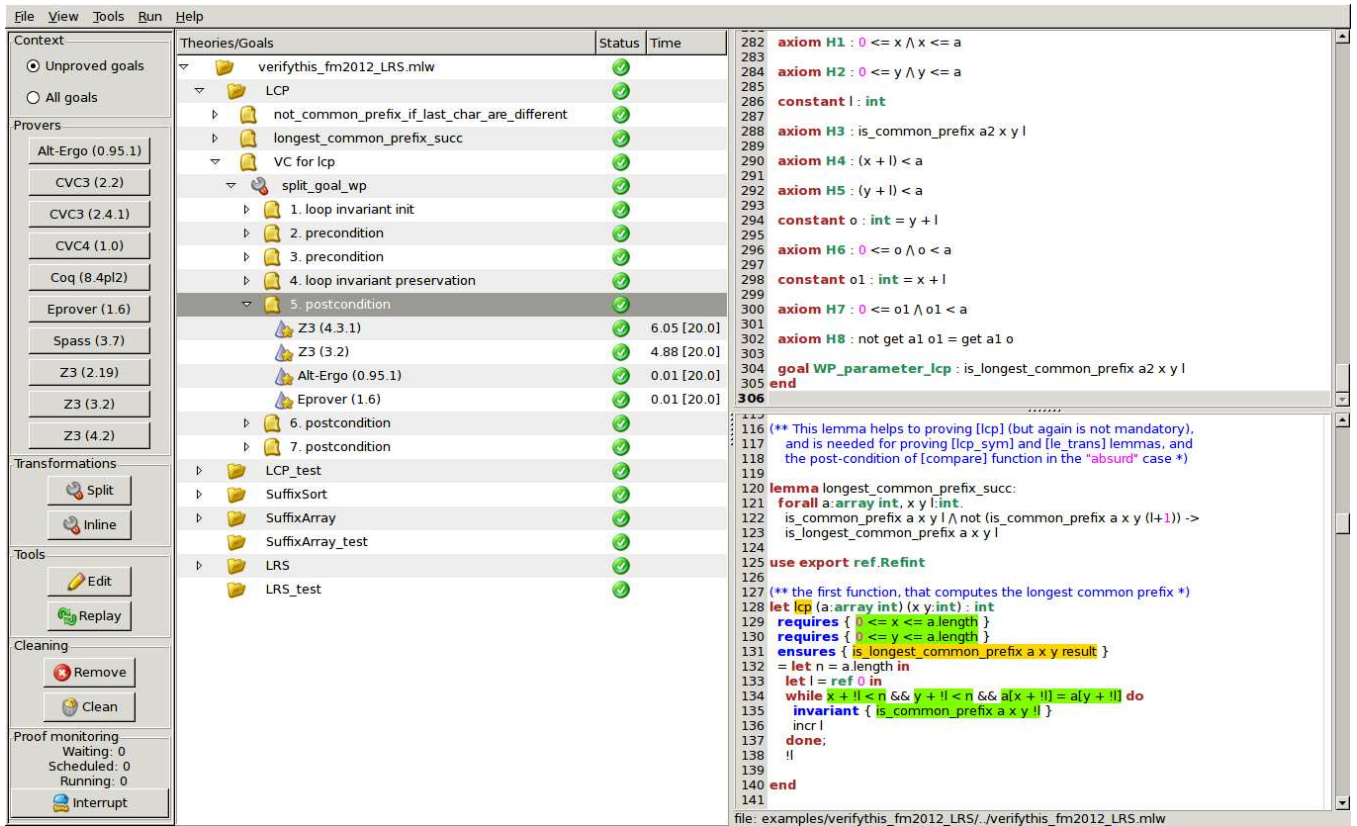 File View Tools Run Help
Context
Unproved goals
All goals
Provers
Alt-Ergo (0.95.1)
CVC3 (2.2)
CVC3 (2.4.1)
CVC4 (1.0)
Coq (8.4pl2)
Eprover (1.6)
Spass (3.7)
Z3 (2.19)
Z3 (3.2)
Z3 (4.2)
Transformations
Split
Inline
Tools
Edit
Replay
Cleaning
Remove
Clean
Proof monitoring
Waiting: 0
Scheduled: 0
Running: 0
Interrupt
Theories/Goals Status Time
verifythis_fm2012_LRS.mlw
LCP
not_common_prefix_if_last_char_are_different
longest_common_prefix_succ
VC for lcp
split_goal_wp
1. loop invariant init
2. precondition
3. precondition
4. loop invariant preservation
5. postcondition
Z3 (4.3.1) 6.05 [20.0]
Z3 (3.2) 4.88 [20.0]
Alt-Ergo (0.95.1) 0.01 [20.0]
Eprover (1.6) 0.01 [20.0]
6. postcondition
7. postcondition
LCP_test
SuffixSort
SuffixArray
SuffixArray_test
LRS
LRS_test
282 axiom H1 : 0 <= x /\ x <= a
283
284 axiom H2 : 0 <= y /\ y <= a
285
286 constant l : int
287
288 axiom H3 : is_common_prefix a2 x y l
289
290 axiom H4 : (x + l) < a
291
292 axiom H5 : (y + l) < a
293
294 constant o : int = y + l
295
296 axiom H6 : 0 <= o /\ o < a
297
298 constant o1 : int = x + l
299
300 axiom H7 : 0 <= o1 /\ o1 < a
301
302 axiom H8 : not get a1 o1 = get a1 o
303
304 goal WP_parameter_lcp : is_longest_common_prefix a2 x y l
305 end
306
116 (** This lemma helps to proving [lcp] (but again is not mandatory),
117 and is needed for proving [lcp_sym] and [le_trans] lemmas, and
118 the post-condition of [compare] function in the "absurd" case *)
119
120 lemma longest_common_prefix_succ:
121 forall a:array int, x y l:int.
122 is_common_prefix a x y l /\ not (is_common_prefix a x y (l+1)) ->
123 is_longest_common_prefix a x y l
124
125 use export ref.Refint
126
127 (** the first function, that computes the longest common prefix *)
128 let lcp (a:array int) (x y:int) : int
129 requires { 0 <= x <= a.length }
130 requires { 0 <= y <= a.length }
131 ensures { is_longest_common_prefix a x y result }
132 = let n = a.length in
133 let l = ref 0 in
134 while x + !l < n && y + !l < n && a[x + !l] = a[y + !l] do
135 invariant { is_common_prefix a x y !l }
136 incr l
137 done;
138 !l
139
140 end
141
file: examples/verifythis_fm2012_LRS/../verifythis_fm2012_LRS.mlw